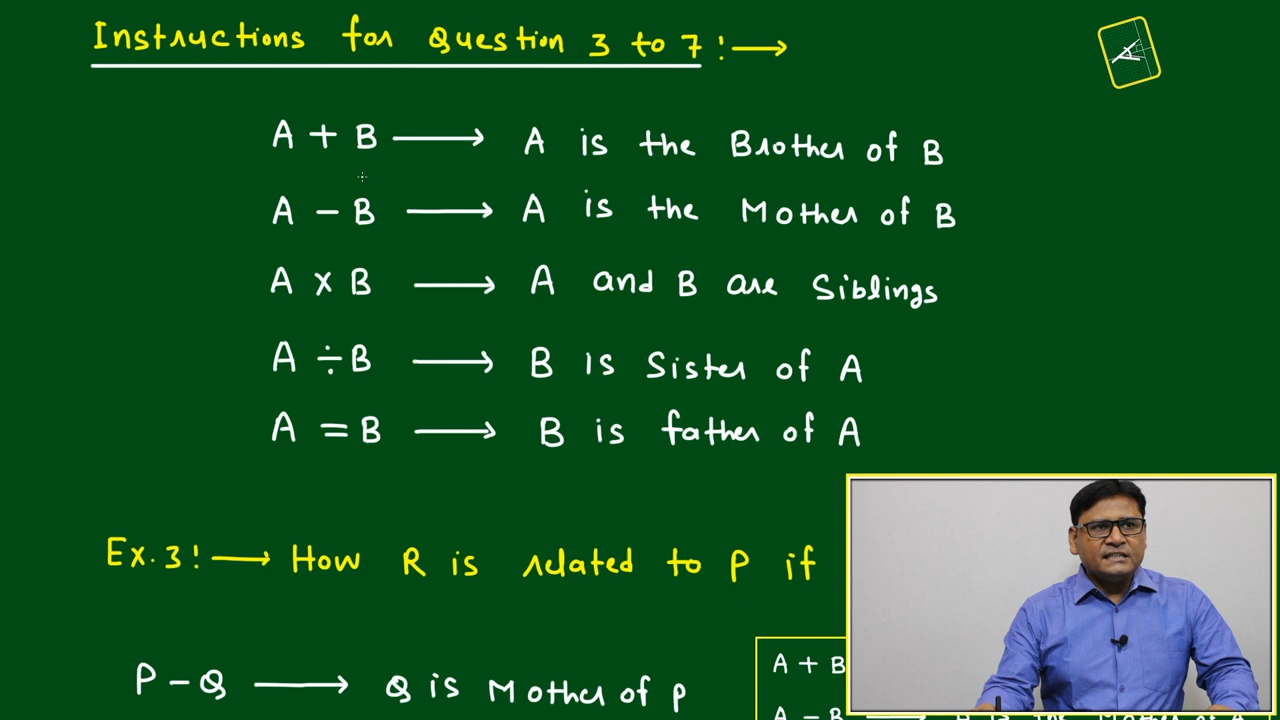 Instructions for Question 3 to 7 !→
A + B → A is the Brother of B
A − B → A is the Mother of B
A × B → A and B are Siblings
A ÷ B → B is Sister of A
A = B → B is father of A
Ex. 3 !→ How R is related to P if
P − Q → Q is Mother of P
A + B
A − B